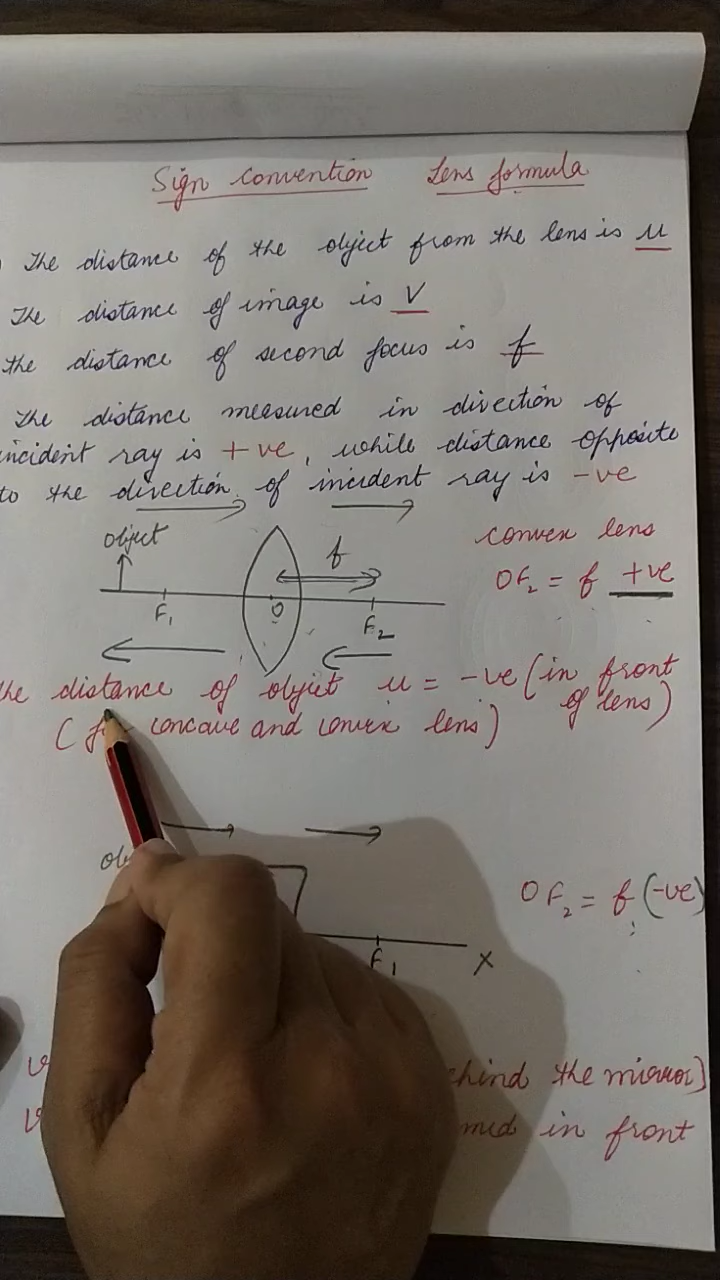 Sign convention Lens formula
The distance of the object from the lens is u
The distance of image is V
the distance of second focus is f
The distance measured in direction of
incident ray is +ve, while distance opposite
to the direction of incident ray is -ve
Object
f
convex lens
OF₂ = f +ve
F₁ O F₂
the distance of object u = -ve (in front
of lens)
( concave and convex lens)
OF₂ = f (-ve)
F₁ X
the mirror)
in front